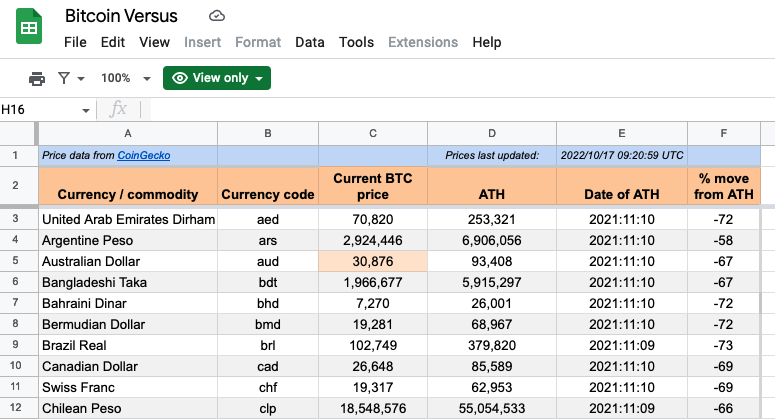 Bitcoin Versus
File Edit View Insert Format Data Tools Extensions Help
100% View only
H16 fx
A B C D E F
1 Price data from CoinGecko Prices last updated: 2022/10/17 09:20:59 UTC
2 Currency / commodity Currency code Current BTC price ATH Date of ATH % move from ATH
3 United Arab Emirates Dirham aed 70,820 253,321 2021:11:10 -72
4 Argentine Peso ars 2,924,446 6,906,056 2021:11:10 -58
5 Australian Dollar aud 30,876 93,408 2021:11:10 -67
6 Bangladeshi Taka bdt 1,966,677 5,915,297 2021:11:10 -67
7 Bahraini Dinar bhd 7,270 26,001 2021:11:10 -72
8 Bermudian Dollar bmd 19,281 68,967 2021:11:10 -72
9 Brazil Real brl 102,749 379,820 2021:11:09 -73
10 Canadian Dollar cad 26,648 85,589 2021:11:10 -69
11 Swiss Franc chf 19,317 62,953 2021:11:10 -69
12 Chilean Peso clp 18,548,576 55,054,533 2021:11:09 -66